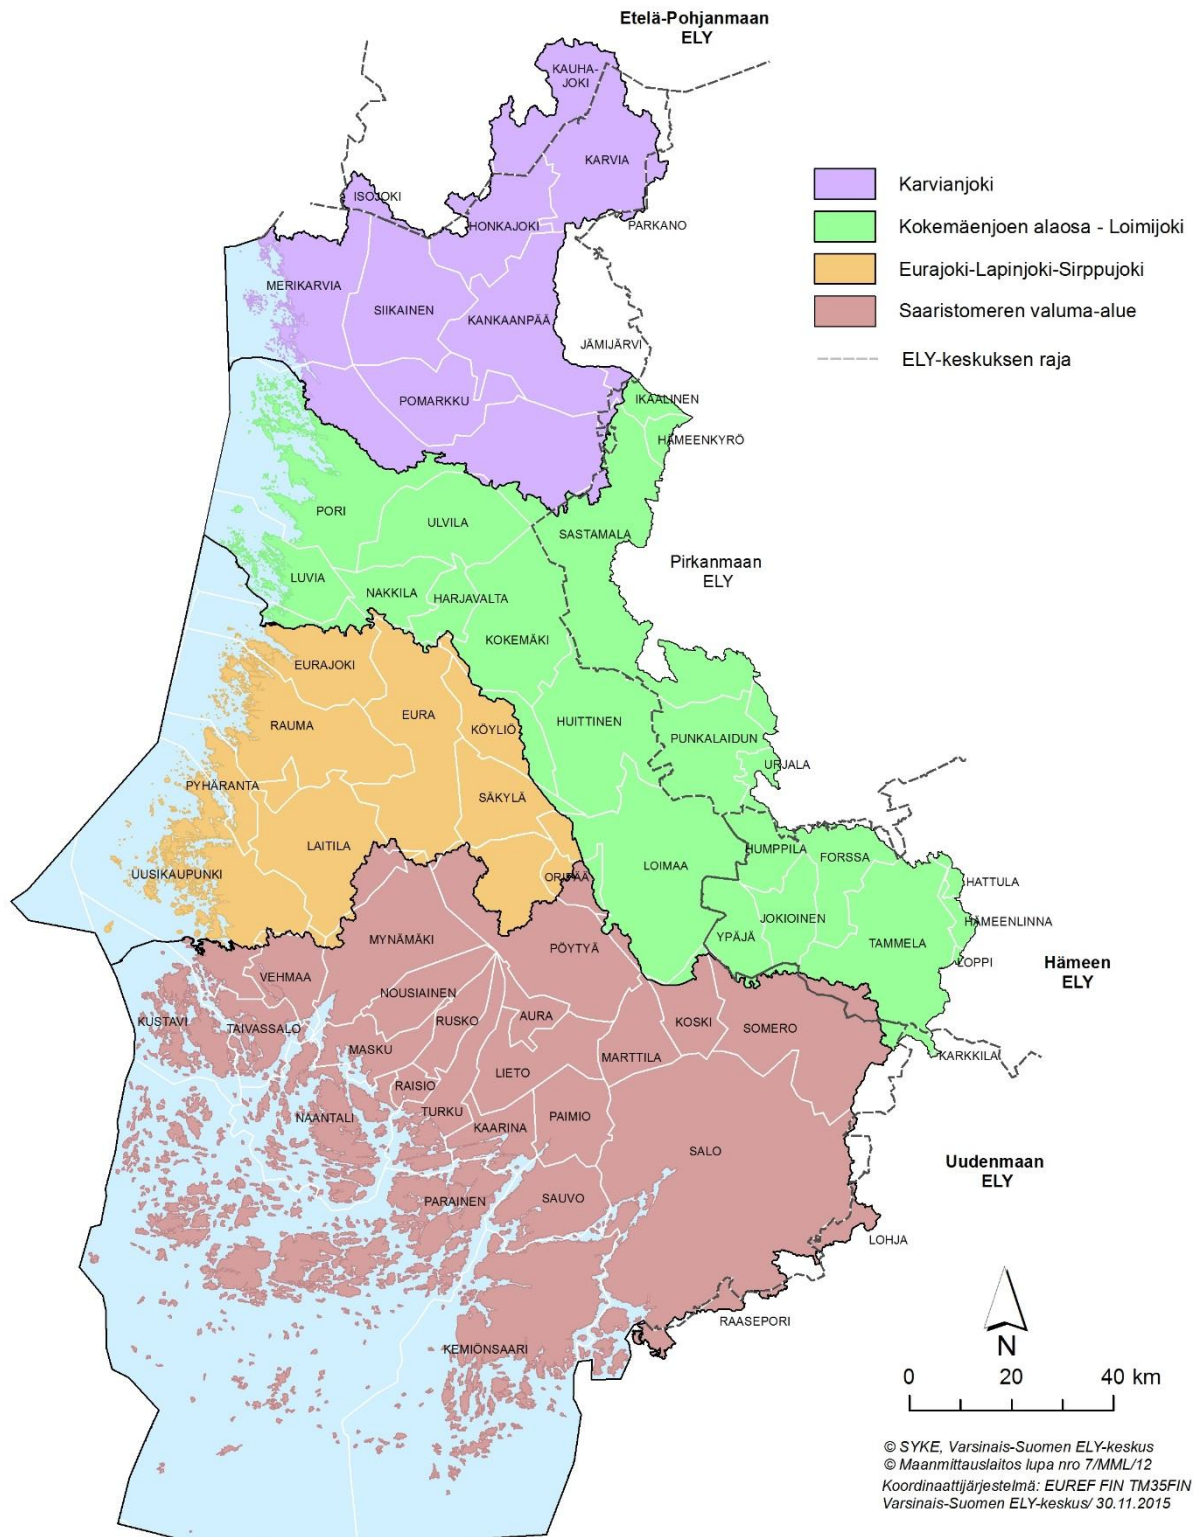 Etelä-Pohjanmaan
ELY
KAUHA-
JOKI
KARVIA
ISOJOKI
HONKAJOKI
PARKANO
MERIKARVIA
SIIKAINEN
KANKAANPÄÄ
JÄMIJÄRVI
POMARKKU
IKAALINEN
HÄMEENKYRÖ
Karvianjoki
Kokemäenjoen alaosa - Loimijoki
Eurajoki-Lapinjoki-Sirppujoki
Saaristomeren valuma-alue
ELY-keskuksen raja
PORI
ULVILA
SASTAMALA
Pirkanmaan
ELY
LUVIA
NAKKILA
HARJAVALTA
KOKEMÄKI
EURAJOKI
RAUMA
EURA
KÖYLIÖ
HUITTINEN
PUNKALAIDUN
URJALA
PYHÄRANTA
SÄKYLÄ
LAITILA
UUSIKAUPUNKI
ORIPÄÄ
LOIMAA
HUMPPILA
FORSSA
HATTULA
JOKIOINEN
HÄMEENLINNA
YPÄJÄ
TAMMELA
LOPPI
Hämeen
ELY
MYNÄMÄKI
PÖYTYÄ
VEHMAA
NOUSIAINEN
KUSTAVI
TAIVASSALO
RUSKO
AURA
KOSKI
SOMERO
MASKU
MARTTILA
KARKKILA
RAISIO
LIETO
NAANTALI
TURKU
KAARINA
PAIMIO
SALO
Uudenmaan
ELY
PARAINEN
SAUVO
LOHJA
RAASEPORI
KEMIÖNSAARI
N
0 20 40 km
© SYKE, Varsinais-Suomen ELY-keskus
© Maanmittauslaitos lupa nro 7/MML/12
Koordinaattijärjestelmä: EUREF FIN TM35FIN
Varsinais-Suomen ELY-keskus/ 30.11.2015